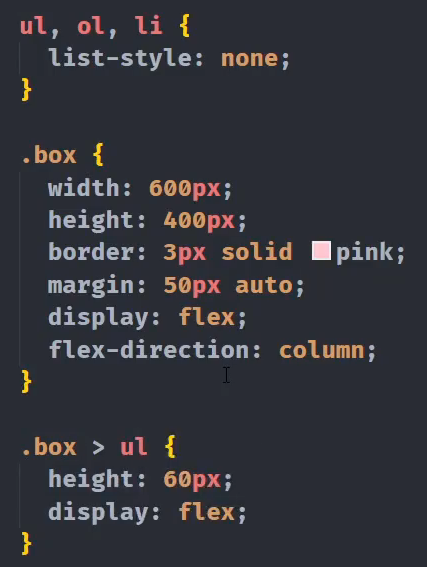 ul, ol, li {
  list-style: none;
}

.box {
  width: 600px;
  height: 400px;
  border: 3px solid pink;
  margin: 50px auto;
  display: flex;
  flex-direction: column;
}

.box > ul {
  height: 60px;
  display: flex;
}